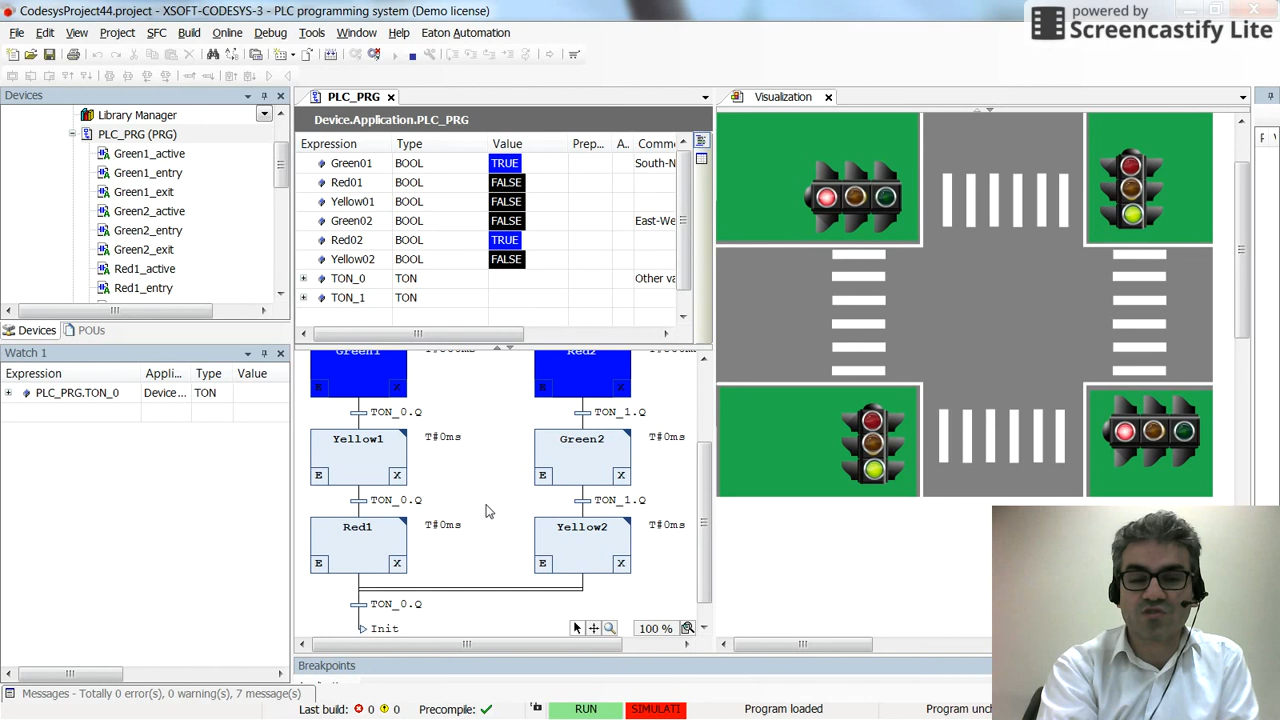 CodesysProject44.project - XSOFT-CODESYS-3 - PLC programming system (Demo license)
powered by
Screencastify Lite
File Edit View Project SFC Build Online Debug Tools Window Help Eaton Automation
Devices
Library Manager
PLC_PRG (PRG)
Green1_active
Green1_entry
Green1_exit
Green2_active
Green2_entry
Green2_exit
Red1_active
Red1_entry
Devices POUs
Watch 1
Expression Appli... Type Value
PLC_PRG.TON_0 Device ... TON
PLC_PRG
Device.Application.PLC_PRG
Expression Type Value Prep... A.. Comme
Green01 BOOL TRUE South-N
Red01 BOOL FALSE
Yellow01 BOOL FALSE
Green02 BOOL FALSE East-We
Red02 BOOL TRUE
Yellow02 BOOL FALSE
TON_0 TON Other va
TON_1 TON
Green1 Red2
E X E X
TON_0.Q TON_1.Q
Yellow1 T#0ms Green2 T#0ms
E X E X
TON_0.Q TON_1.Q
Red1 T#0ms Yellow2 T#0ms
E X E X
TON_0.Q
Init
100 %
Breakpoints
Visualization
Messages - Totally 0 error(s), 0 warning(s), 7 message(s)
Last build: 0 0 Precompile: RUN SIMULATI Program loaded Program unch